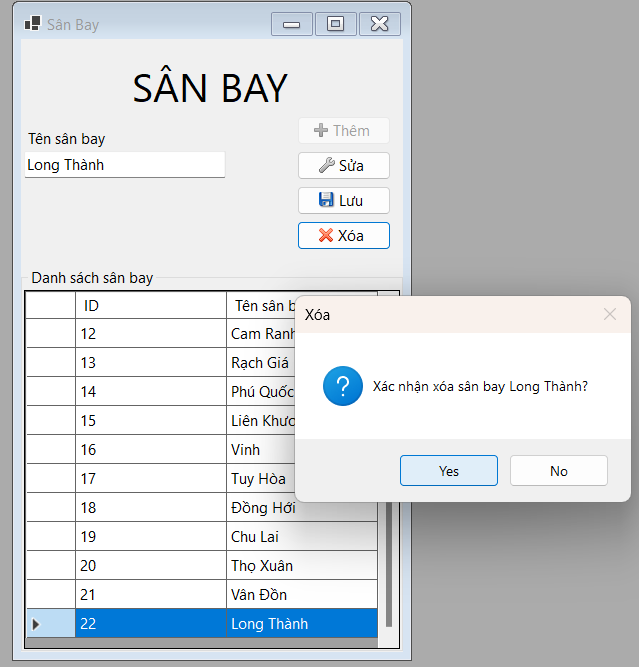 Sân Bay
SÂN BAY
Tên sân bay
Long Thành
Thêm
Sửa
Lưu
Xóa
Danh sách sân bay
ID Tên sân b
12 Cam Ranh
13 Rạch Giá
14 Phú Quốc
15 Liên Khươ
16 Vinh
17 Tuy Hòa
18 Đồng Hới
19 Chu Lai
20 Thọ Xuân
21 Vân Đồn
22 Long Thành
Xóa
Xác nhận xóa sân bay Long Thành?
Yes No